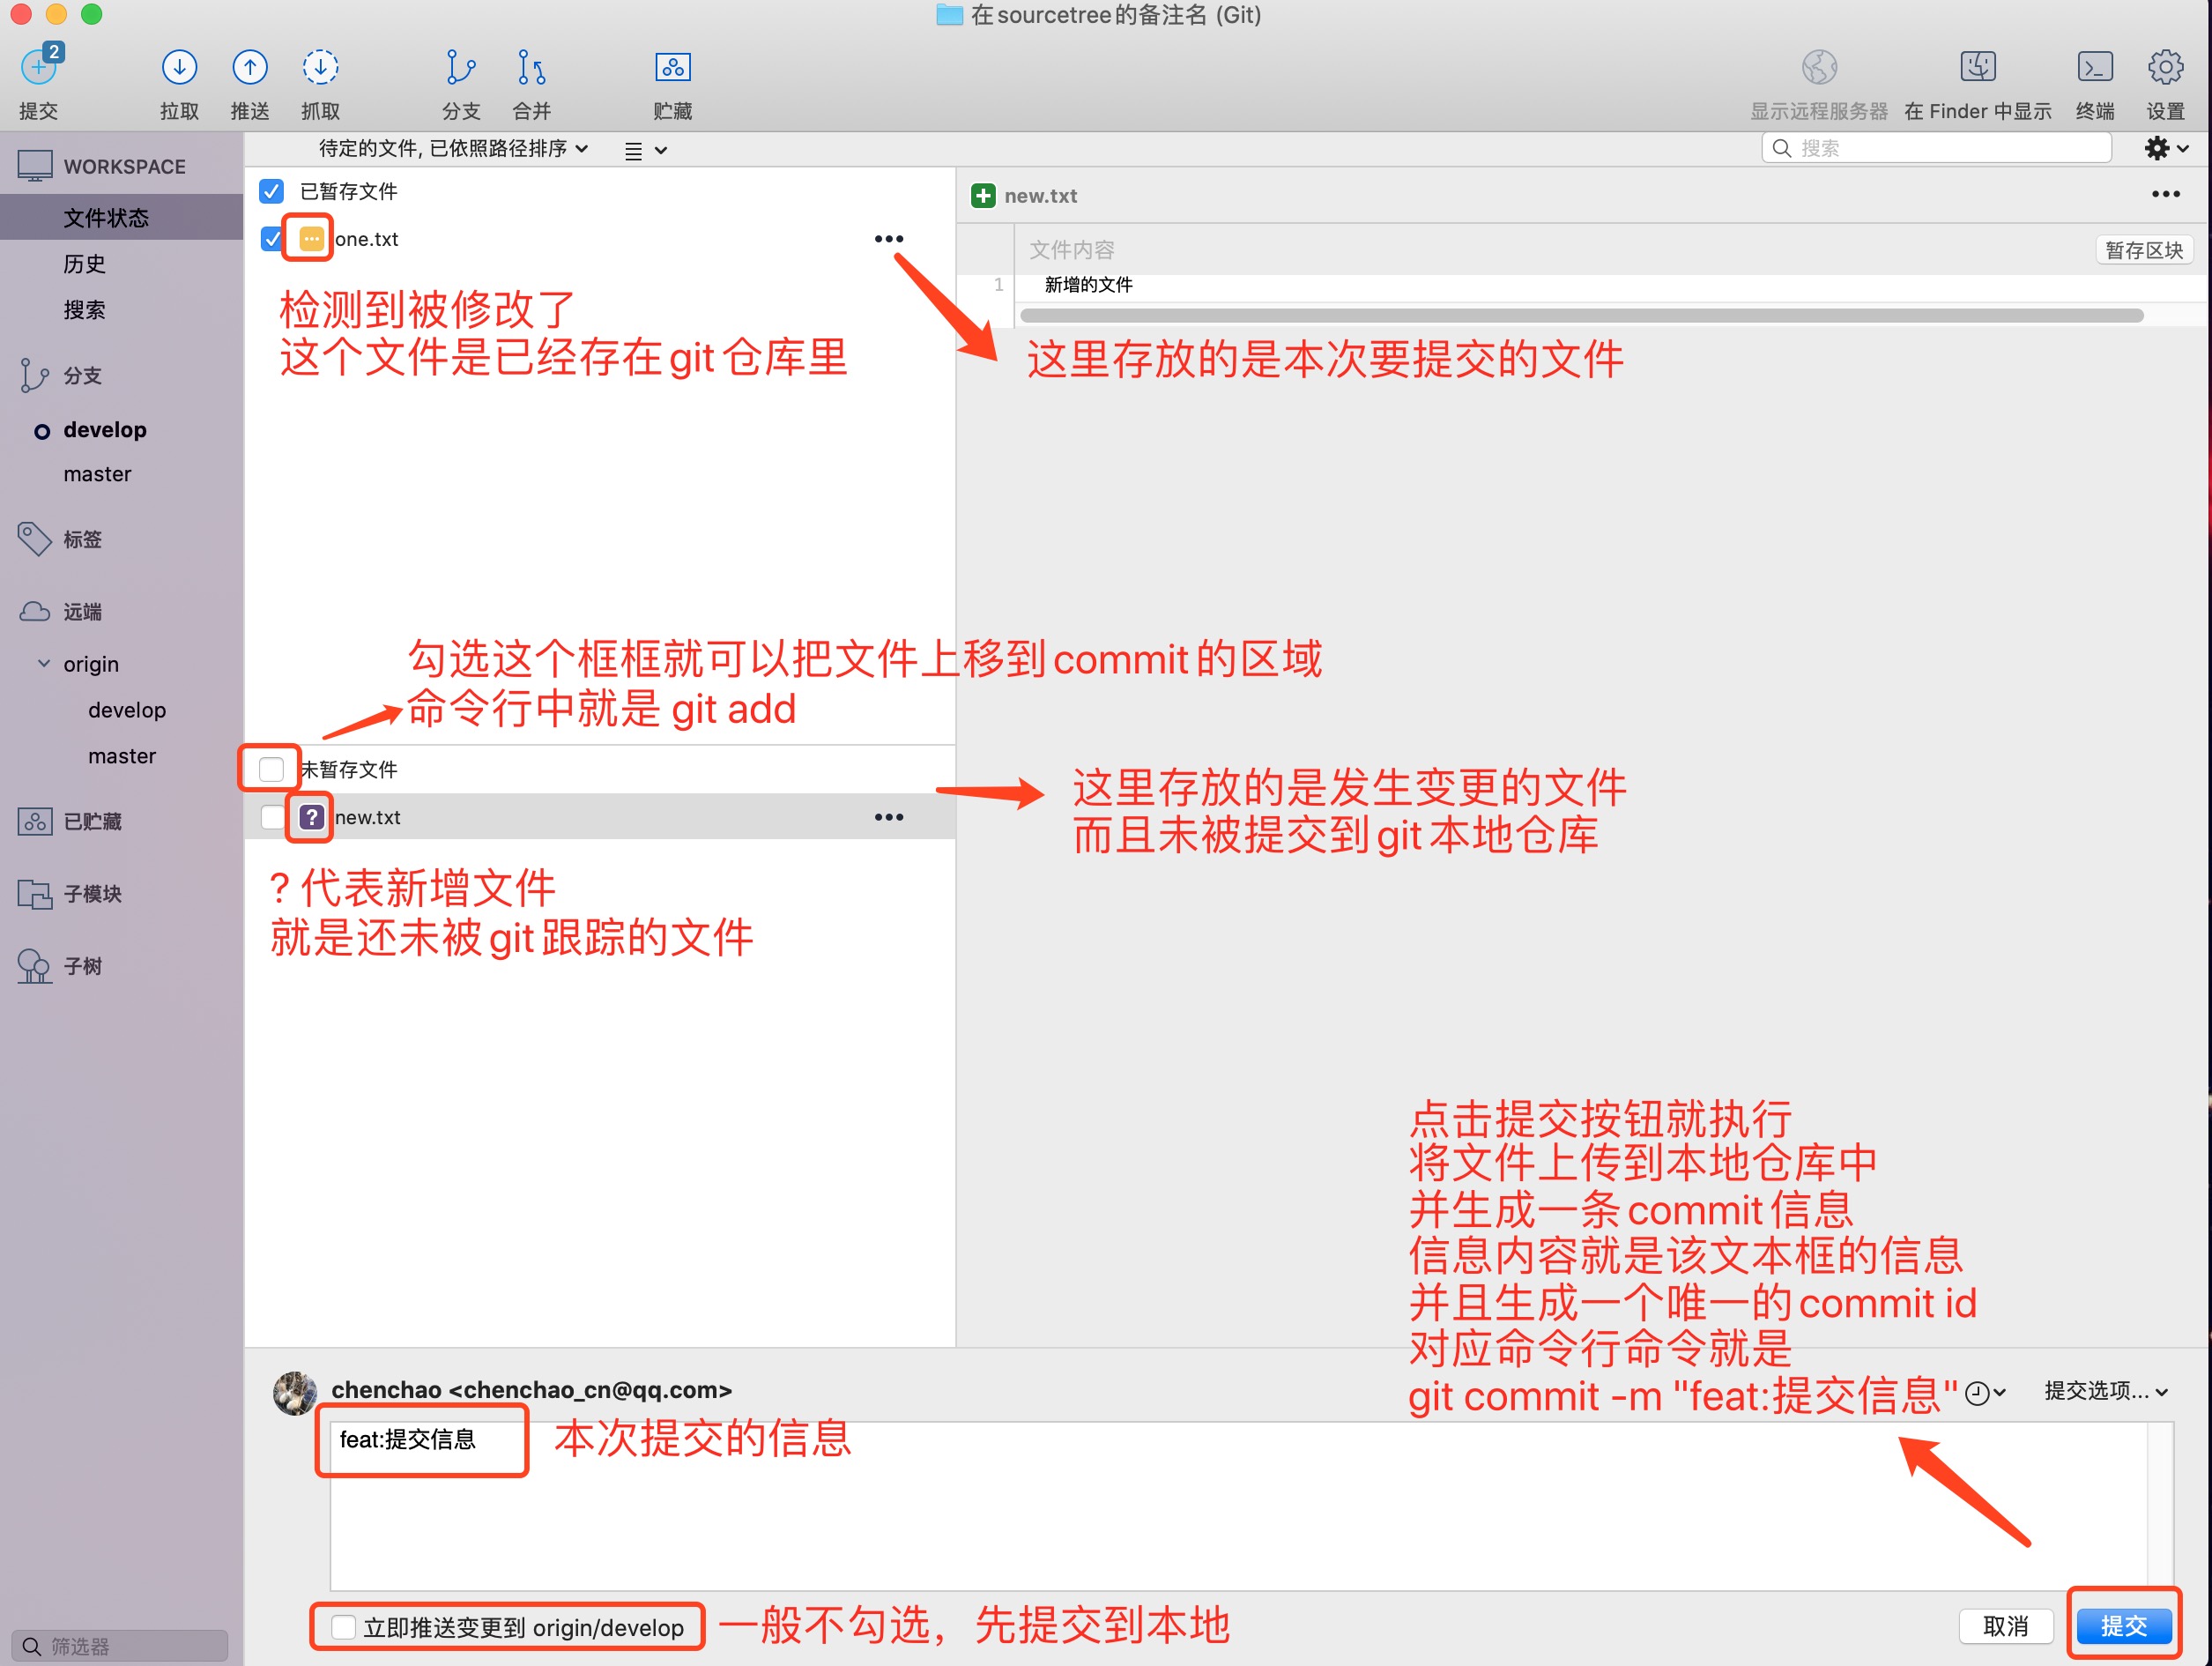 在sourcetree的备注名 (Git)
2
提交
拉取
推送
抓取
分支
合并
贮藏
显示远程服务器
在 Finder 中显示
终端
设置
WORKSPACE
文件状态
历史
搜索
分支
develop
master
标签
远端
origin
develop
master
已贮藏
子模块
子树
筛选器
待定的文件, 已依照路径排序
搜索
已暂存文件
one.txt
检测到被修改了
这个文件是已经存在git仓库里
new.txt
文件内容
暂存区块
1
新增的文件
这里存放的是本次要提交的文件
勾选这个框框就可以把文件上移到commit的区域
命令行中就是 git add
未暂存文件
? new.txt
这里存放的是发生变更的文件
而且未被提交到git本地仓库
? 代表新增文件
就是还未被git跟踪的文件
点击提交按钮就执行
将文件上传到本地仓库中
并生成一条commit信息
信息内容就是该文本框的信息
并且生成一个唯一的commit id
对应命令行命令就是
git commit -m "feat:提交信息"
chenchao <chenchao_cn@qq.com>
提交选项...
feat:提交信息
本次提交的信息
立即推送变更到 origin/develop
一般不勾选，先提交到本地
取消
提交